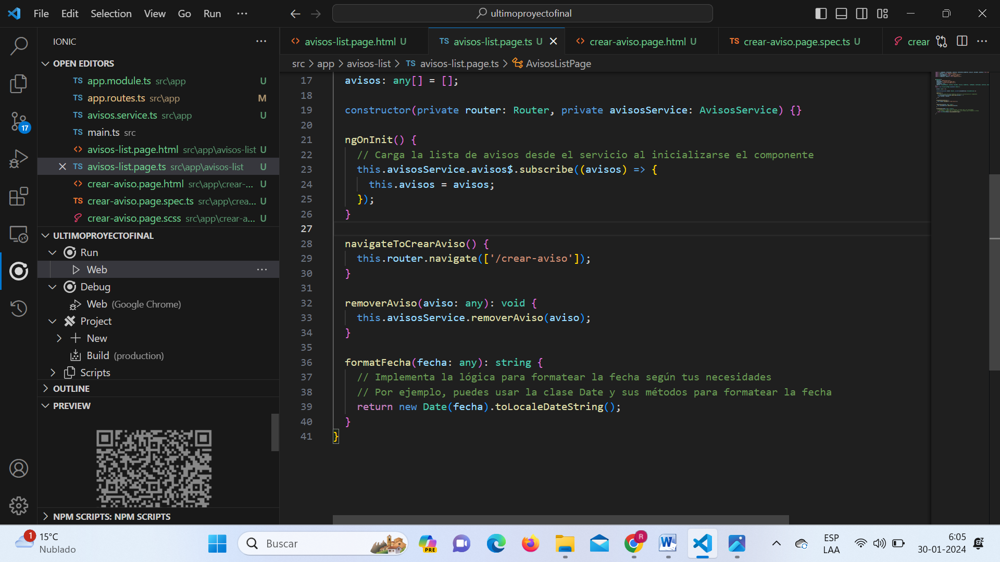 File Edit Selection View Go Run ···
ultimoproyectofinal
IONIC
OPEN EDITORS
TS app.module.ts src\app U
TS app.routes.ts src\app M
TS avisos.service.ts src\app U
TS main.ts src
<> avisos-list.page.html src\app\avisos-list U
TS avisos-list.page.ts src\app\avisos-list U
<> crear-aviso.page.html src\app\crear-... U
TS crear-aviso.page.spec.ts src\app\crea... U
crear-aviso.page.scss src\app\crear-a... U
17
ULTIMOPROYECTOFINAL
Run
Web
Debug
Web (Google Chrome)
Project
New
Build (production)
Scripts
OUTLINE
PREVIEW
NPM SCRIPTS: NPM SCRIPTS
<> avisos-list.page.html U
TS avisos-list.page.ts U
<> crear-aviso.page.html U
TS crear-aviso.page.spec.ts U
crear
src > app > avisos-list > TS avisos-list.page.ts > AvisosListPage
17 avisos: any[] = [];
18
19 constructor(private router: Router, private avisosService: AvisosService) {}
20
21 ngOnInit() {
22 // Carga la lista de avisos desde el servicio al inicializarse el componente
23 this.avisosService.avisos$.subscribe((avisos) => {
24 this.avisos = avisos;
25 });
26 }
27
28 navigateToCrearAviso() {
29 this.router.navigate(['/crear-aviso']);
30 }
31
32 removerAviso(aviso: any): void {
33 this.avisosService.removerAviso(aviso);
34 }
35
36 formatFecha(fecha: any): string {
37 // Implementa la lógica para formatear la fecha según tus necesidades
38 // Por ejemplo, puedes usar la clase Date y sus métodos para formatear la fecha
39 return new Date(fecha).toLocaleDateString();
40 }
41 }
1
15°C
Nublado
Buscar
PRE
R
W
ESP
LAA
6:05
30-01-2024